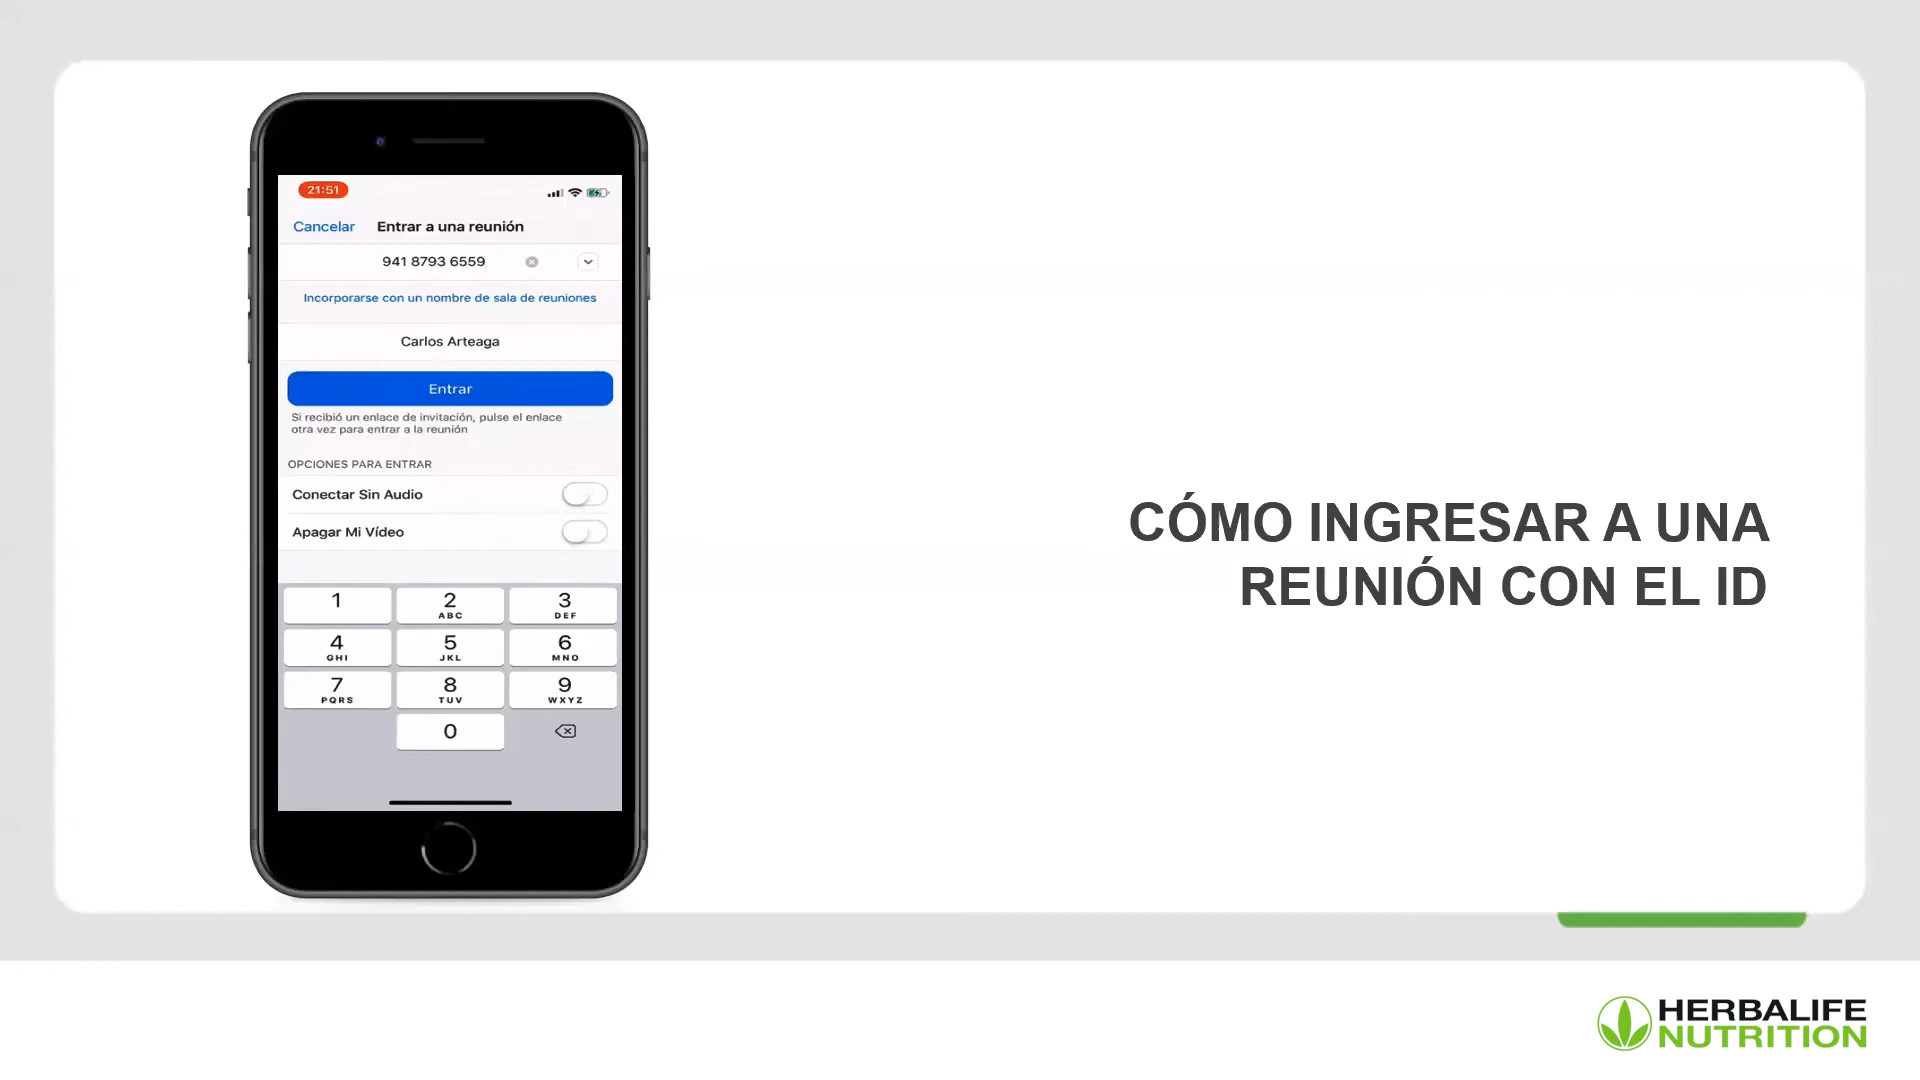 21:51
Cancelar Entrar a una reunión
941 8793 6559
Incorporarse con un nombre de sala de reuniones
Carlos Arteaga
Entrar
Si recibió un enlace de invitación, pulse el enlace
otra vez para entrar a la reunión
OPCIONES PARA ENTRAR
Conectar Sin Audio
Apagar Mi Vídeo
1 2 3
ABC DEF
4 5 6
GHI JKL MNO
7 8 9
PQRS TUV WXYZ
0
CÓMO INGRESAR A UNA
REUNIÓN CON EL ID
HERBALIFE
NUTRITION